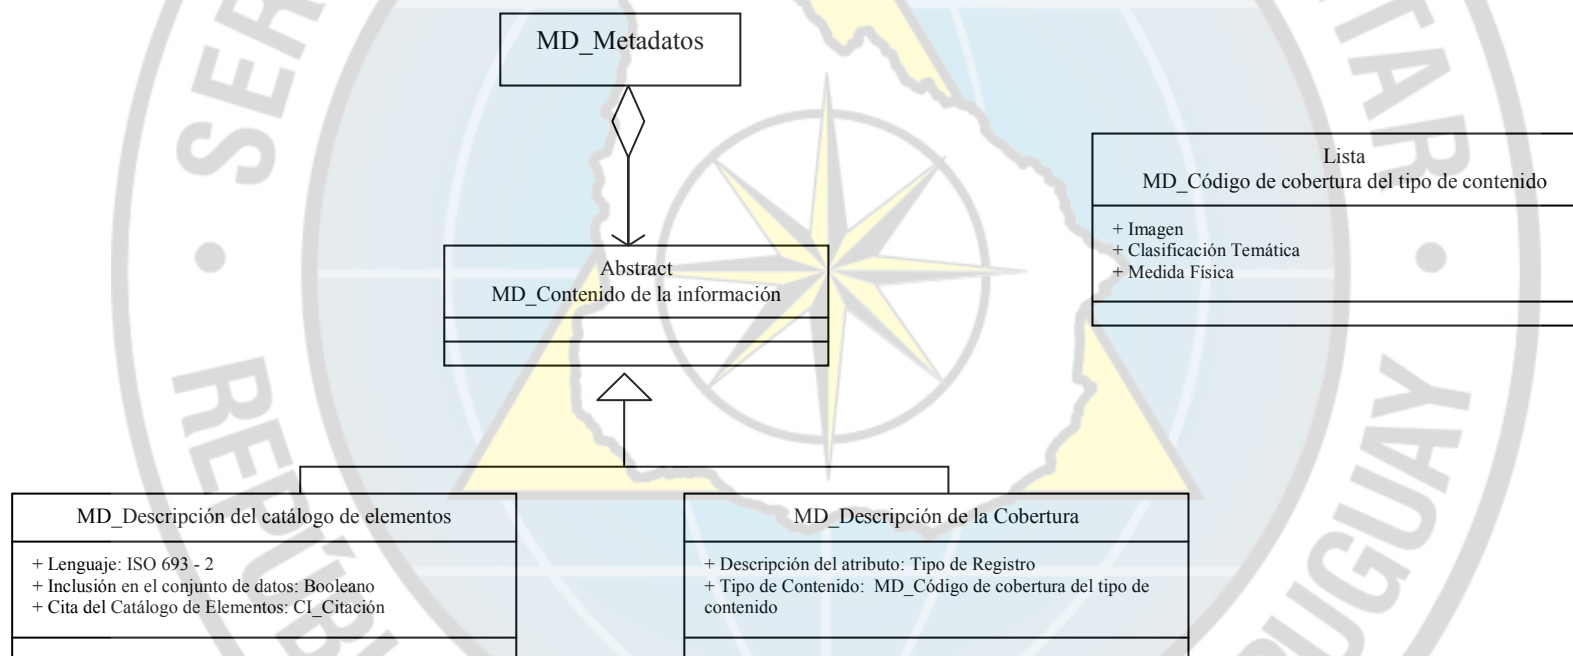 MD_Metadatos
Lista
MD_Código de cobertura del tipo de contenido
+ Imagen
+ Clasificación Temática
+ Medida Física
Abstract
MD_Contenido de la información
MD_Descripción del catálogo de elementos
+ Lenguaje: ISO 693 - 2
+ Inclusión en el conjunto de datos: Booleano
+ Cita del Catálogo de Elementos: CI_Citación
MD_Descripción de la Cobertura
+ Descripción del atributo: Tipo de Registro
+ Tipo de Contenido:  MD_Código de cobertura del tipo de
contenido